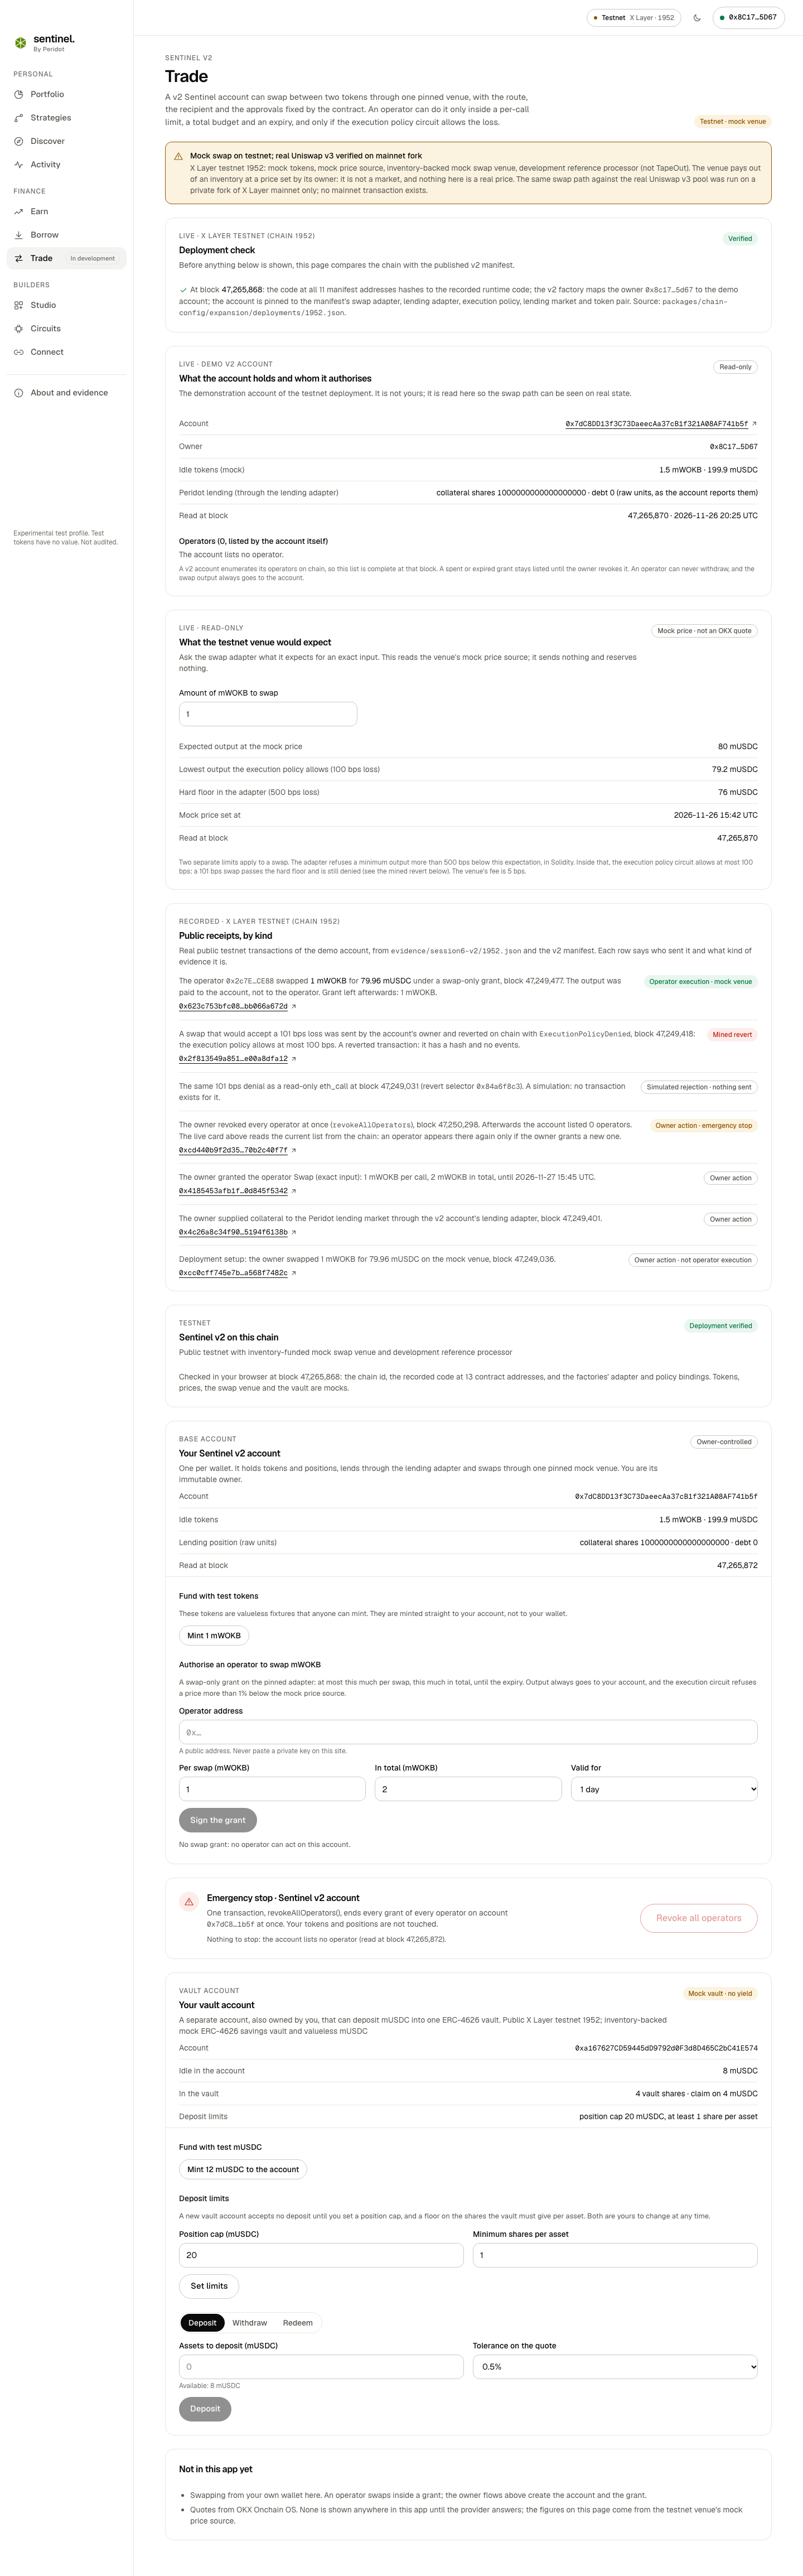 sentinel.
By Peridot
PERSONAL
Portfolio
Strategies
Discover
Activity
FINANCE
Earn
Borrow
Trade In development
BUILDERS
Studio
Circuits
Connect
About and evidence
Experimental test profile. Test
tokens have no value. Not audited.
Testnet X Layer · 1952
0x8C17…5D67
SENTINEL V2
Trade
A v2 Sentinel account can swap between two tokens through one pinned venue, with the route,
the recipient and the approvals fixed by the contract. An operator can do it only inside a per-call
limit, a total budget and an expiry, and only if the execution policy circuit allows the loss.
Testnet · mock venue
Mock swap on testnet; real Uniswap v3 verified on mainnet fork
X Layer testnet 1952: mock tokens, mock price source, inventory-backed mock swap venue, development reference processor (not TapeOut). The venue pays out
of an inventory at a price set by its owner: it is not a market, and nothing here is a real price. The same swap path against the real Uniswap v3 pool was run on a
private fork of X Layer mainnet only; no mainnet transaction exists.
LIVE · X LAYER TESTNET (CHAIN 1952)
Deployment check
Verified
Before anything below is shown, this page compares the chain with the published v2 manifest.
At block 47,265,868: the code at all 11 manifest addresses hashes to the recorded runtime code; the v2 factory maps the owner 0x8c17…5d67 to the demo
account; the account is pinned to the manifest's swap adapter, lending adapter, execution policy, lending market and token pair. Source: packages/chain-
config/expansion/deployments/1952.json.
LIVE · DEMO V2 ACCOUNT
What the account holds and whom it authorises
Read-only
The demonstration account of the testnet deployment. It is not yours; it is read here so the swap path can be seen on real state.
Account 0x7dC8DD13f3C73DaeecAa37cB1f321A08AF741b5f
Owner 0x8C17…5D67
Idle tokens (mock) 1.5 mWOKB · 199.9 mUSDC
Peridot lending (through the lending adapter) collateral shares 1000000000000000000 · debt 0 (raw units, as the account reports them)
Read at block 47,265,870 · 2026-11-26 20:25 UTC
Operators (0, listed by the account itself)
The account lists no operator.
A v2 account enumerates its operators on chain, so this list is complete at that block. A spent or expired grant stays listed until the owner revokes it. An operator can never withdraw, and the
swap output always goes to the account.
LIVE · READ-ONLY
What the testnet venue would expect
Mock price · not an OKX quote
Ask the swap adapter what it expects for an exact input. This reads the venue's mock price source; it sends nothing and reserves
nothing.
Amount of mWOKB to swap
1
Expected output at the mock price 80 mUSDC
Lowest output the execution policy allows (100 bps loss) 79.2 mUSDC
Hard floor in the adapter (500 bps loss) 76 mUSDC
Mock price set at 2026-11-26 15:42 UTC
Read at block 47,265,870
Two separate limits apply to a swap. The adapter refuses a minimum output more than 500 bps below this expectation, in Solidity. Inside that, the execution policy circuit allows at most 100
bps: a 101 bps swap passes the hard floor and is still denied (see the mined revert below). The venue's fee is 5 bps.
RECORDED · X LAYER TESTNET (CHAIN 1952)
Public receipts, by kind
Real public testnet transactions of the demo account, from evidence/session6-v2/1952.json and the v2 manifest. Each row says who sent it and what kind of
evidence it is.
The operator 0x2c7E…CE88 swapped 1 mWOKB for 79.96 mUSDC under a swap-only grant, block 47,249,477. The output was
paid to the account, not to the operator. Grant left afterwards: 1 mWOKB.
Operator execution · mock venue
0x623c753bfc08…bb066a672d
A swap that would accept a 101 bps loss was sent by the account's owner and reverted on chain with ExecutionPolicyDenied, block 47,249,418:
the execution policy allows at most 100 bps. A reverted transaction: it has a hash and no events.
Mined revert
0x2f813549a851…e00a8dfa12
The same 101 bps denial as a read-only eth_call at block 47,249,031 (revert selector 0x84a6f8c3). A simulation: no transaction
exists for it.
Simulated rejection · nothing sent
The owner revoked every operator at once (revokeAllOperators), block 47,250,298. Afterwards the account listed 0 operators.
The live card above reads the current list from the chain: an operator appears there again only if the owner grants a new one.
Owner action · emergency stop
0xcd440b9f2d35…70b2c40f7f
The owner granted the operator Swap (exact input): 1 mWOKB per call, 2 mWOKB in total, until 2026-11-27 15:45 UTC.
Owner action
0x4185453afb1f…0d845f5342
The owner supplied collateral to the Peridot lending market through the v2 account's lending adapter, block 47,249,401.
Owner action
0x4c26a8c34f90…5194f6138b
Deployment setup: the owner swapped 1 mWOKB for 79.96 mUSDC on the mock venue, block 47,249,036.
Owner action · not operator execution
0xcc0cff745e7b…a568f7482c
TESTNET
Sentinel v2 on this chain
Deployment verified
Public testnet with inventory-funded mock swap venue and development reference processor
Checked in your browser at block 47,265,868: the chain id, the recorded code at 13 contract addresses, and the factories' adapter and policy bindings. Tokens,
prices, the swap venue and the vault are mocks.
BASE ACCOUNT
Your Sentinel v2 account
Owner-controlled
One per wallet. It holds tokens and positions, lends through the lending adapter and swaps through one pinned mock venue. You are its
immutable owner.
Account 0x7dC8DD13f3C73DaeecAa37cB1f321A08AF741b5f
Idle tokens 1.5 mWOKB · 199.9 mUSDC
Lending position (raw units) collateral shares 1000000000000000000 · debt 0
Read at block 47,265,872
Fund with test tokens
These tokens are valueless fixtures that anyone can mint. They are minted straight to your account, not to your wallet.
Mint 1 mWOKB
Authorise an operator to swap mWOKB
A swap-only grant on the pinned adapter: at most this much per swap, this much in total, until the expiry. Output always goes to your account, and the execution circuit refuses
a price more than 1% below the mock price source.
Operator address
0x…
A public address. Never paste a private key on this site.
Per swap (mWOKB) In total (mWOKB) Valid for
1 2 1 day
Sign the grant
No swap grant: no operator can act on this account.
Emergency stop · Sentinel v2 account
One transaction, revokeAllOperators(), ends every grant of every operator on account
0x7dC8…1b5f at once. Your tokens and positions are not touched.
Nothing to stop: the account lists no operator (read at block 47,265,872).
Revoke all operators
VAULT ACCOUNT
Your vault account
Mock vault · no yield
A separate account, also owned by you, that can deposit mUSDC into one ERC-4626 vault. Public X Layer testnet 1952; inventory-backed
mock ERC-4626 savings vault and valueless mUSDC
Account 0xa167627CD59445dD9792d0F3d8D465C2bC41E574
Idle in the account 8 mUSDC
In the vault 4 vault shares · claim on 4 mUSDC
Deposit limits position cap 20 mUSDC, at least 1 share per asset
Fund with test mUSDC
Mint 12 mUSDC to the account
Deposit limits
A new vault account accepts no deposit until you set a position cap, and a floor on the shares the vault must give per asset. Both are yours to change at any time.
Position cap (mUSDC) Minimum shares per asset
20 1
Set limits
Deposit Withdraw Redeem
Assets to deposit (mUSDC) Tolerance on the quote
0 0.5%
Available: 8 mUSDC
Deposit
Not in this app yet
Swapping from your own wallet here. An operator swaps inside a grant; the owner flows above create the account and the grant.
Quotes from OKX Onchain OS. None is shown anywhere in this app until the provider answers; the figures on this page come from the testnet venue's mock
price source.